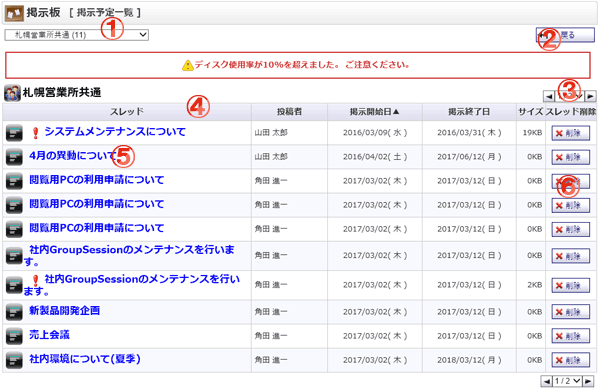 掲示板 [ 掲示予定一覧 ]
札幌営業所共通 (11)
①
②
戻る
ディスク使用率が10%を超えました。 ご注意ください。
札幌営業所共通
③
④
スレッド 投稿者 掲示開始日▲ 掲示終了日 サイズ スレッド削除
システムメンテナンスについて 山田 太郎 2016/03/09( 水 ) 2016/03/31( 木 ) 19KB 削除
4月の異動について ⑤ 山田 太郎 2016/04/02( 土 ) 2017/06/12( 月 ) 0KB 削除
閲覧用PCの利用申請について 角田 進一 2017/03/02( 木 ) 2017/03/12( 日 ) 0KB 削除
⑥
閲覧用PCの利用申請について 角田 進一 2017/03/02( 木 ) 2017/03/12( 日 ) 0KB 削除
閲覧用PCの利用申請について 角田 進一 2017/03/02( 木 ) 2017/03/12( 日 ) 0KB 削除
社内GroupSessionのメンテナンスを行いま
す。 角田 進一 2017/03/02( 木 ) 2017/03/12( 日 ) 0KB 削除
社内GroupSessionのメンテナンスを行い
ます。 角田 進一 2017/03/02( 木 ) 2017/03/12( 日 ) 2KB 削除
新製品開発企画 角田 進一 2017/03/02( 木 ) 2017/03/12( 日 ) 0KB 削除
売上会議 角田 進一 2017/03/02( 木 ) 2017/03/12( 日 ) 0KB 削除
社内環境について(夏季) 角田 進一 2017/03/02( 木 ) 2018/03/12( 月 ) 0KB 削除
1 / 2